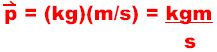 p⃗ = (kg)(m/s) = kgm
s